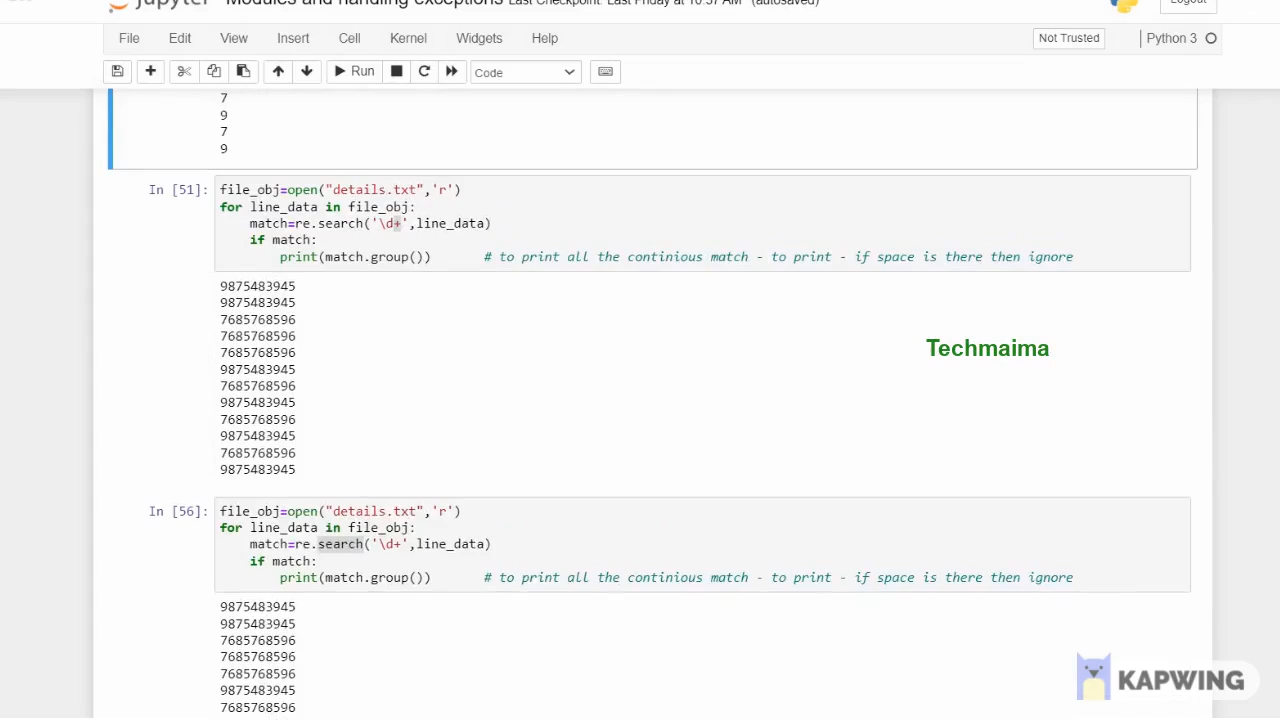 jupyter Modules and handling exceptions Last Checkpoint: Last Friday at 10:37 AM (autosaved) Logout
File Edit View Insert Cell Kernel Widgets Help Not Trusted Python 3
Run Code
7
9
7
9
In [51]: file_obj=open("details.txt",'r')
for line_data in file_obj:
match=re.search('\d+',line_data)
if match:
print(match.group()) # to print all the continious match - to print - if space is there then ignore
9875483945
9875483945
7685768596
7685768596
7685768596
9875483945
7685768596
9875483945
7685768596
9875483945
7685768596
9875483945
Techmaima
In [56]: file_obj=open("details.txt",'r')
for line_data in file_obj:
match=re.search('\d+',line_data)
if match:
print(match.group()) # to print all the continious match - to print - if space is there then ignore
9875483945
9875483945
7685768596
7685768596
7685768596
9875483945
7685768596
KAPWING